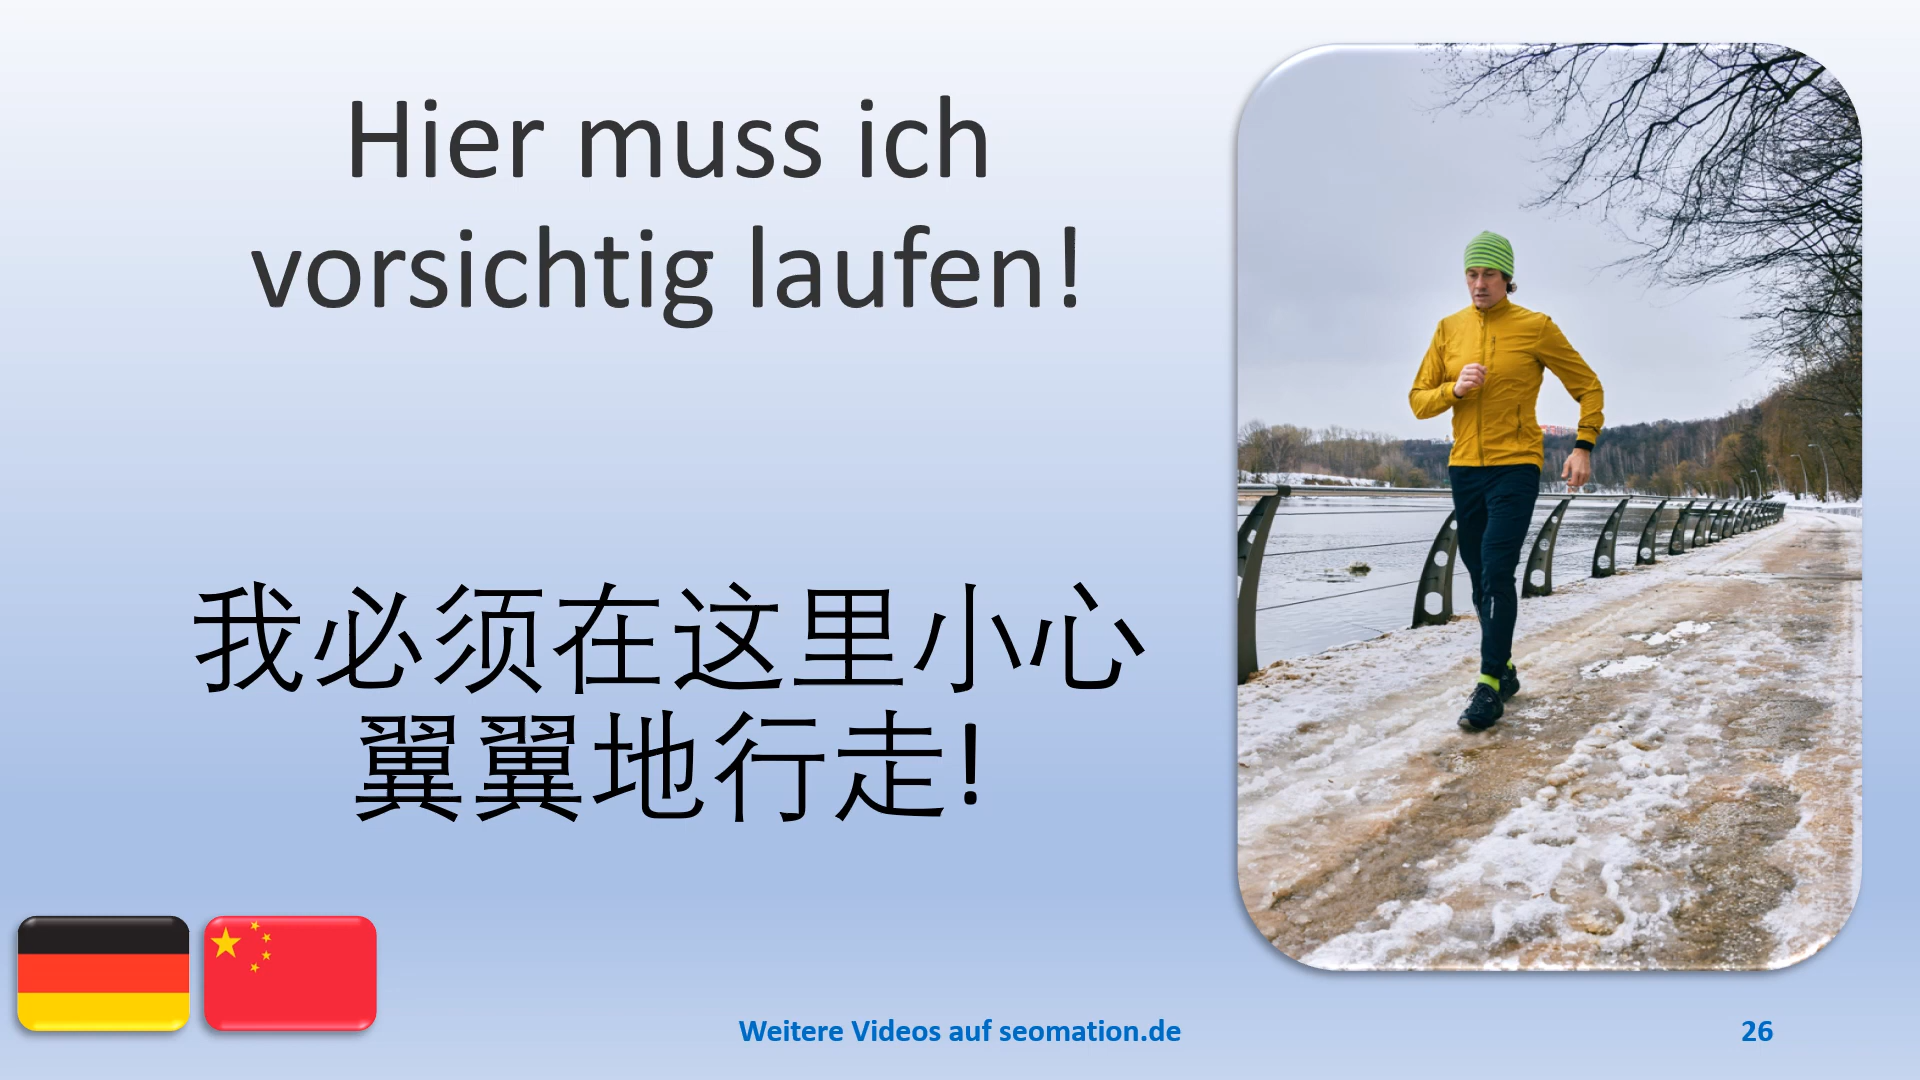 Hier muss ich
vorsichtig laufen!
我必须在这里小心
翼翼地行走!
Weitere Videos auf seomation.de
26